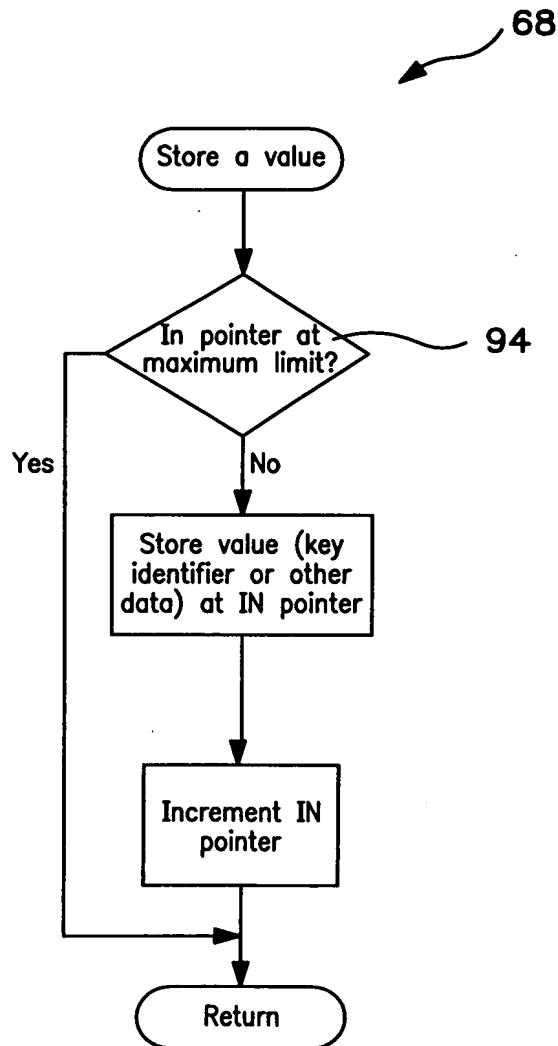 68
Store a value
In pointer at
maximum limit?
94
Yes
No
Store value (key
identifier or other
data) at IN pointer
Increment IN
pointer
Return